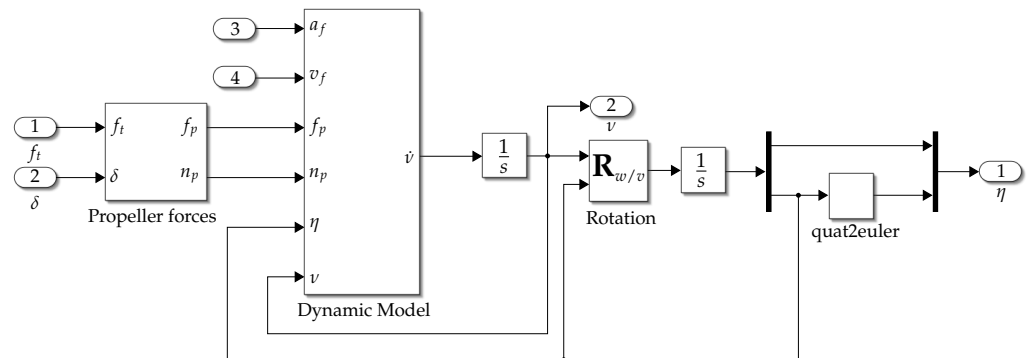 3
a_f
4
v_f
1
f_t
f_t
f_p
f_p
2
δ
δ
n_p
n_p
Propeller forces
η
ν
ν̇
Dynamic Model
1/s
2
ν
R_{w/v}
Rotation
1/s
quat2euler
1
η